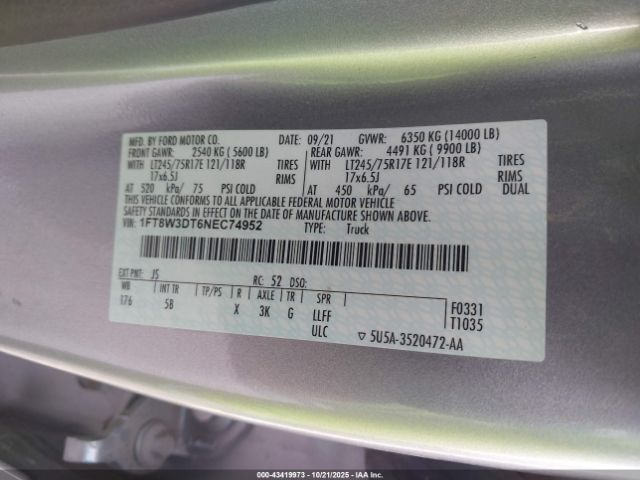 MFD. BY FORD MOTOR CO. DATE: 09/21 GVWR: 6350 KG (14000 LB)
FRONT GAWR: 2540 KG (5600 LB) REAR GAWR: 4491 KG (9900 LB)
WITH LT245/75R17E 121/118R TIRES WITH LT245/75R17E 121/118R TIRES
17x6.5J RIMS 17x6.5J RIMS
AT 520 kPa/ 75 PSI COLD AT 450 kPa/ 65 PSI COLD DUAL
THIS VEHICLE CONFORMS TO ALL APPLICABLE FEDERAL MOTOR VEHICLE
SAFETY STANDARDS IN EFFECT ON THE DATE OF MANUFACTURE SHOWN ABOVE.
VIN: 1FT8W3DT6NEC74952 TYPE: Truck
EXT PNT: JS RC: 52 DSO:
WB INT TR TP/PS R AXLE TR SPR F0331
176 5B X 3K G LLFF T1035
ULC ▽ 5U5A-3520472-AA
00-43419973 - 10/21/2025 - Copyright © IAA, Inc.